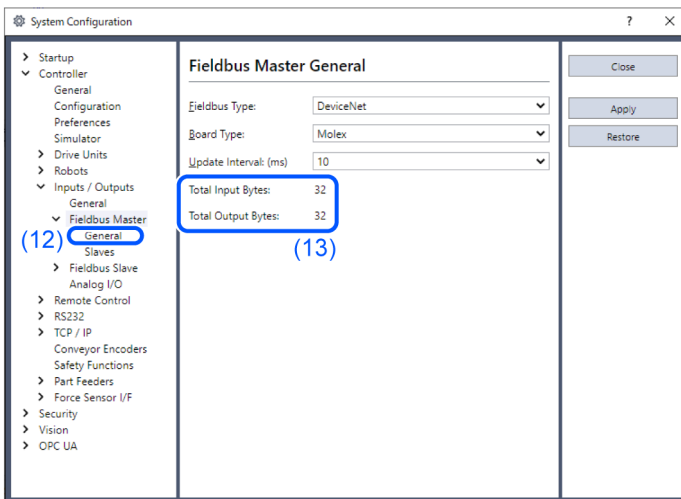 System Configuration
?
Startup
Controller
General
Configuration
Preferences
Simulator
Drive Units
Robots
Inputs / Outputs
General
Fieldbus Master
(12) General
Slaves
Fieldbus Slave
Analog I/O
Remote Control
RS232
TCP / IP
Conveyor Encoders
Safety Functions
Part Feeders
Force Sensor I/F
Security
Vision
OPC UA
Fieldbus Master General
Fieldbus Type: DeviceNet
Board Type: Molex
Update Interval: (ms) 10
Total Input Bytes: 32
Total Output Bytes: 32
(13)
Close
Apply
Restore